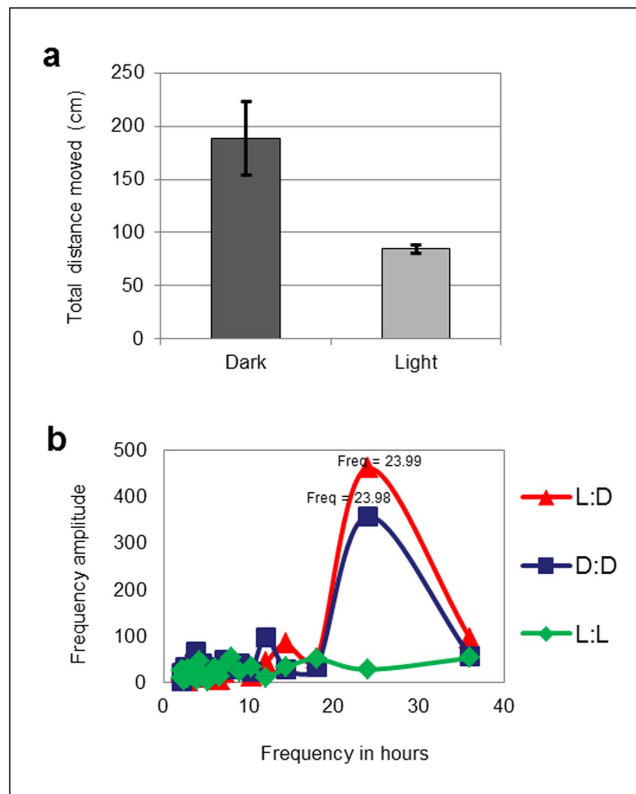 a
Total distance moved (cm)
250
200
150
100
50
0
Dark Light
b
Frequency amplitude
500
400
300
200
100
0
Freq = 23.99
Freq = 23.98
L:D
D:D
L:L
0 10 20 30 40
Frequency in hours